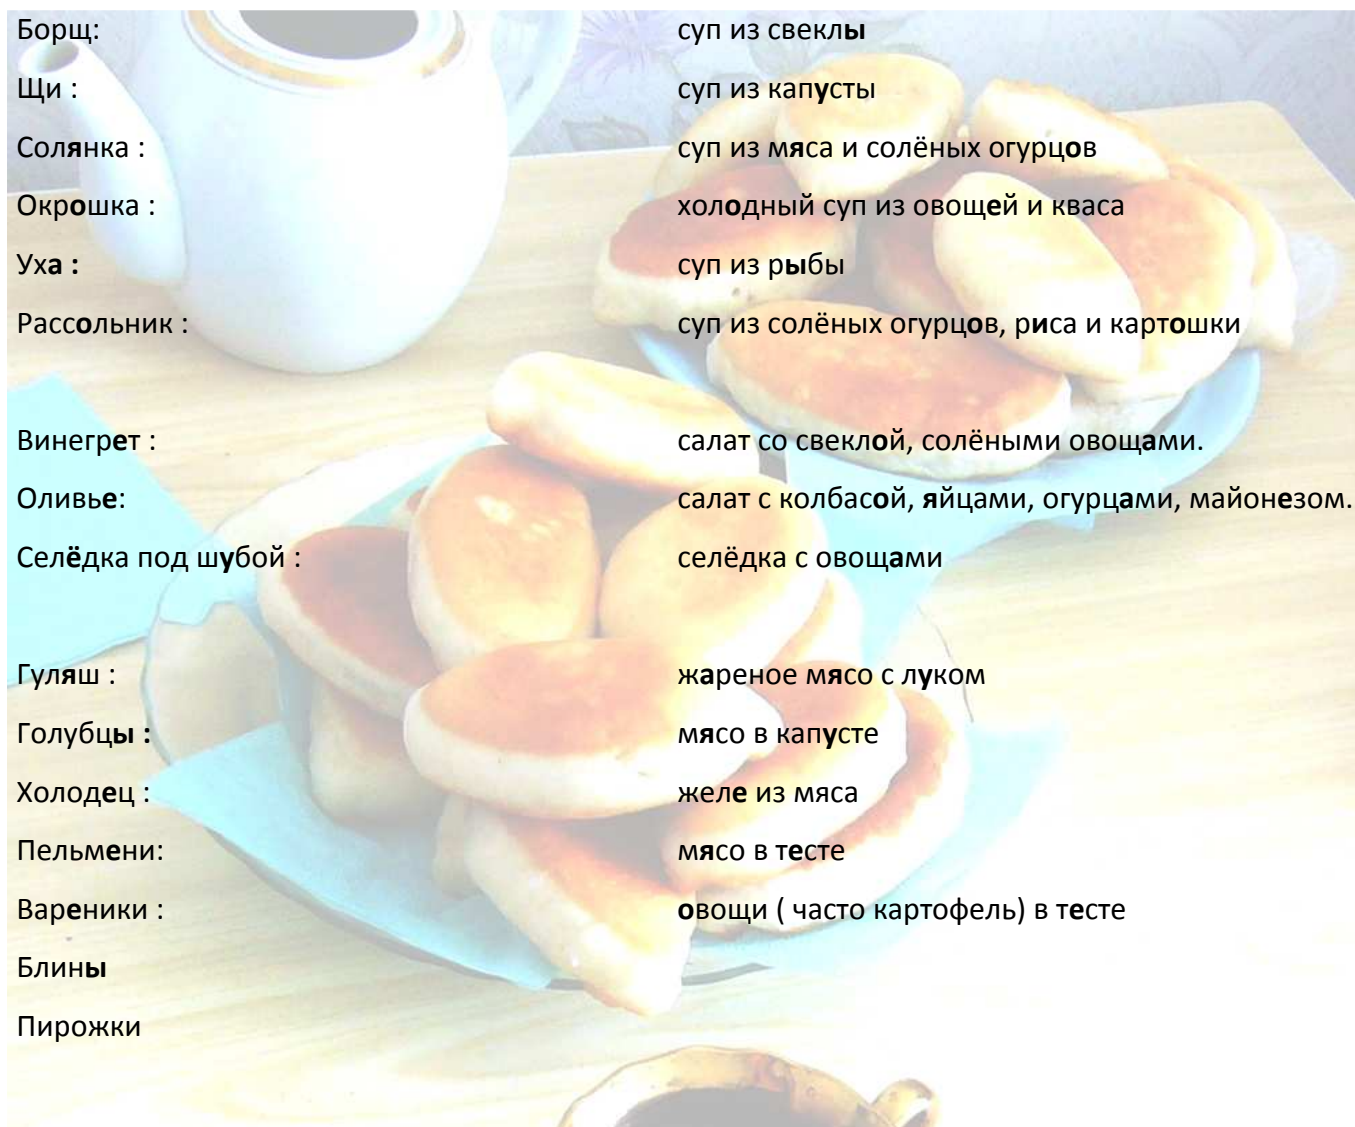 Борщ: суп из свеклы
Щи : суп из капусты
Солянка : суп из мяса и солёных огурцов
Окрошка : холодный суп из овощей и кваса
Уха : суп из рыбы
Рассольник : суп из солёных огурцов, риса и картошки
Винегрет : салат со свеклой, солёными овощами.
Оливье: салат с колбасой, яйцами, огурцами, майонезом.
Селёдка под шубой : селёдка с овощами
Гуляш : жареное мясо с луком
Голубцы : мясо в капусте
Холодец : желе из мяса
Пельмени: мясо в тесте
Вареники : овощи ( часто картофель) в тесте
Блины
Пирожки